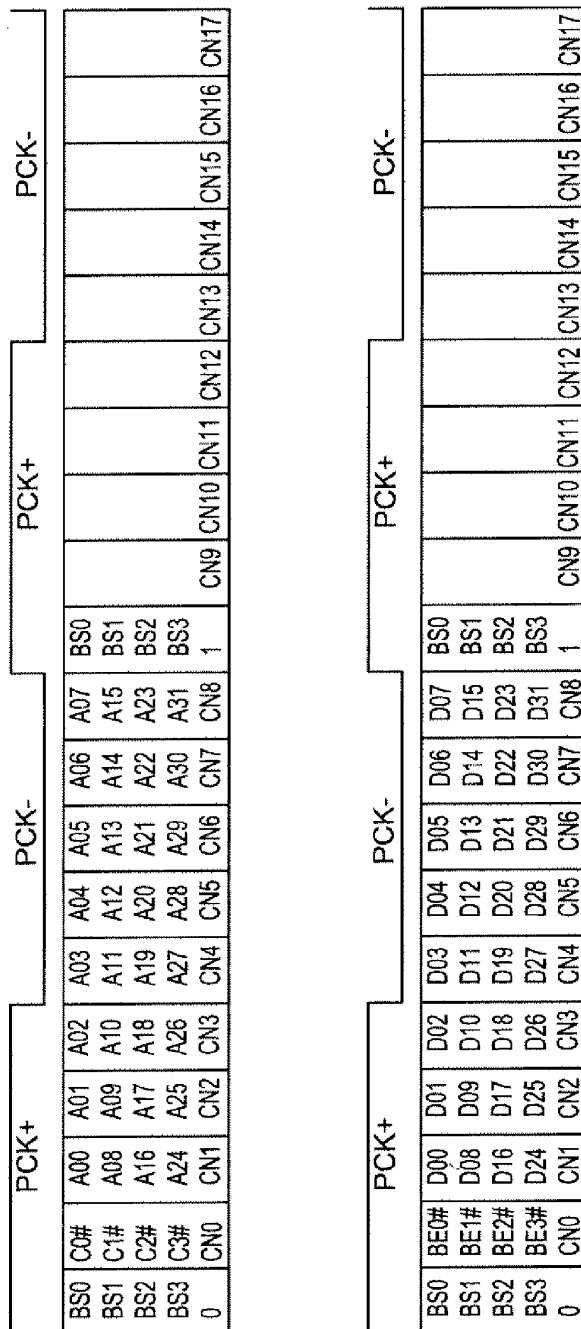 PCK+ PCK- PCK+ PCK-
BS0 C0# A00 A01 A02 A03 A04 A05 A06 A07 BS0
BS1 C1# A08 A09 A10 A11 A12 A13 A14 A15 BS1
BS2 C2# A16 A17 A18 A19 A20 A21 A22 A23 BS2
BS3 C3# A24 A25 A26 A27 A28 A29 A30 A31 BS3
0 CN0 CN1 CN2 CN3 CN4 CN5 CN6 CN7 CN8 1 CN9 CN10 CN11 CN12 CN13 CN14 CN15 CN16 CN17
PCK+ PCK- PCK+ PCK-
BS0 BE0# D00 D01 D02 D03 D04 D05 D06 D07 BS0
BS1 BE1# D08 D09 D10 D11 D12 D13 D14 D15 BS1
BS2 BE2# D16 D17 D18 D19 D20 D21 D22 D23 BS2
BS3 BE3# D24 D25 D26 D27 D28 D29 D30 D31 BS3
0 CN0 CN1 CN2 CN3 CN4 CN5 CN6 CN7 CN8 1 CN9 CN10 CN11 CN12 CN13 CN14 CN15 CN16 CN17